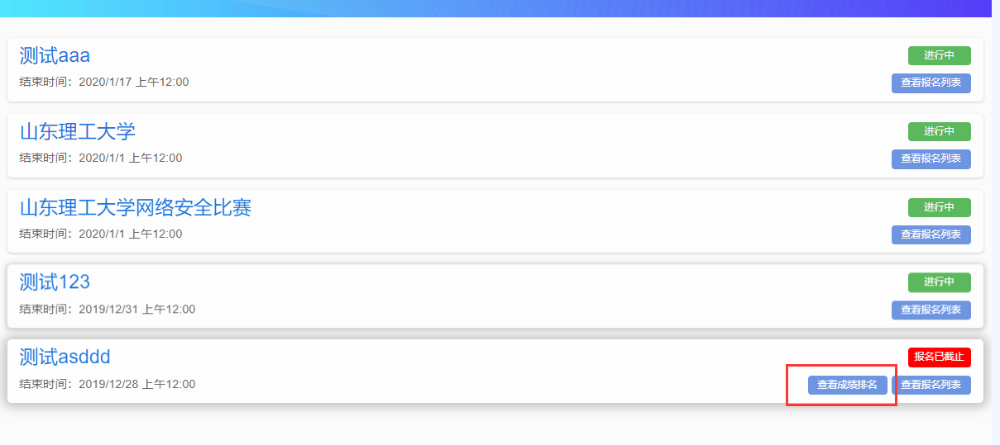 测试aaa
进行中
结束时间：2020/1/17 上午12:00
查看报名列表
山东理工大学
进行中
结束时间：2020/1/1 上午12:00
查看报名列表
山东理工大学网络安全比赛
进行中
结束时间：2020/1/1 上午12:00
查看报名列表
测试123
进行中
结束时间：2019/12/31 上午12:00
查看报名列表
测试asddd
报名已截止
结束时间：2019/12/28 上午12:00
查看成绩排名
查看报名列表